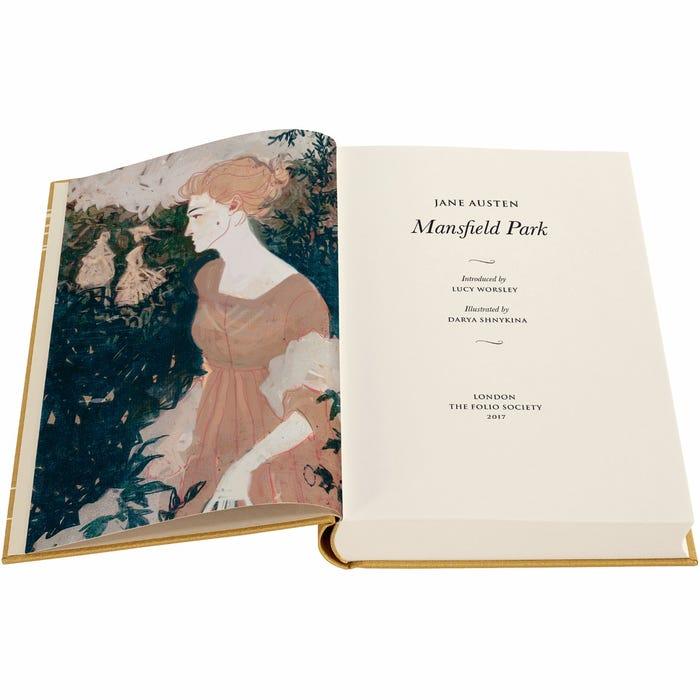 JANE AUSTEN
Mansfield Park
Introduced by
LUCY WORSLEY
Illustrated by
DARYA SHNYKINA
LONDON
THE FOLIO SOCIETY
2017